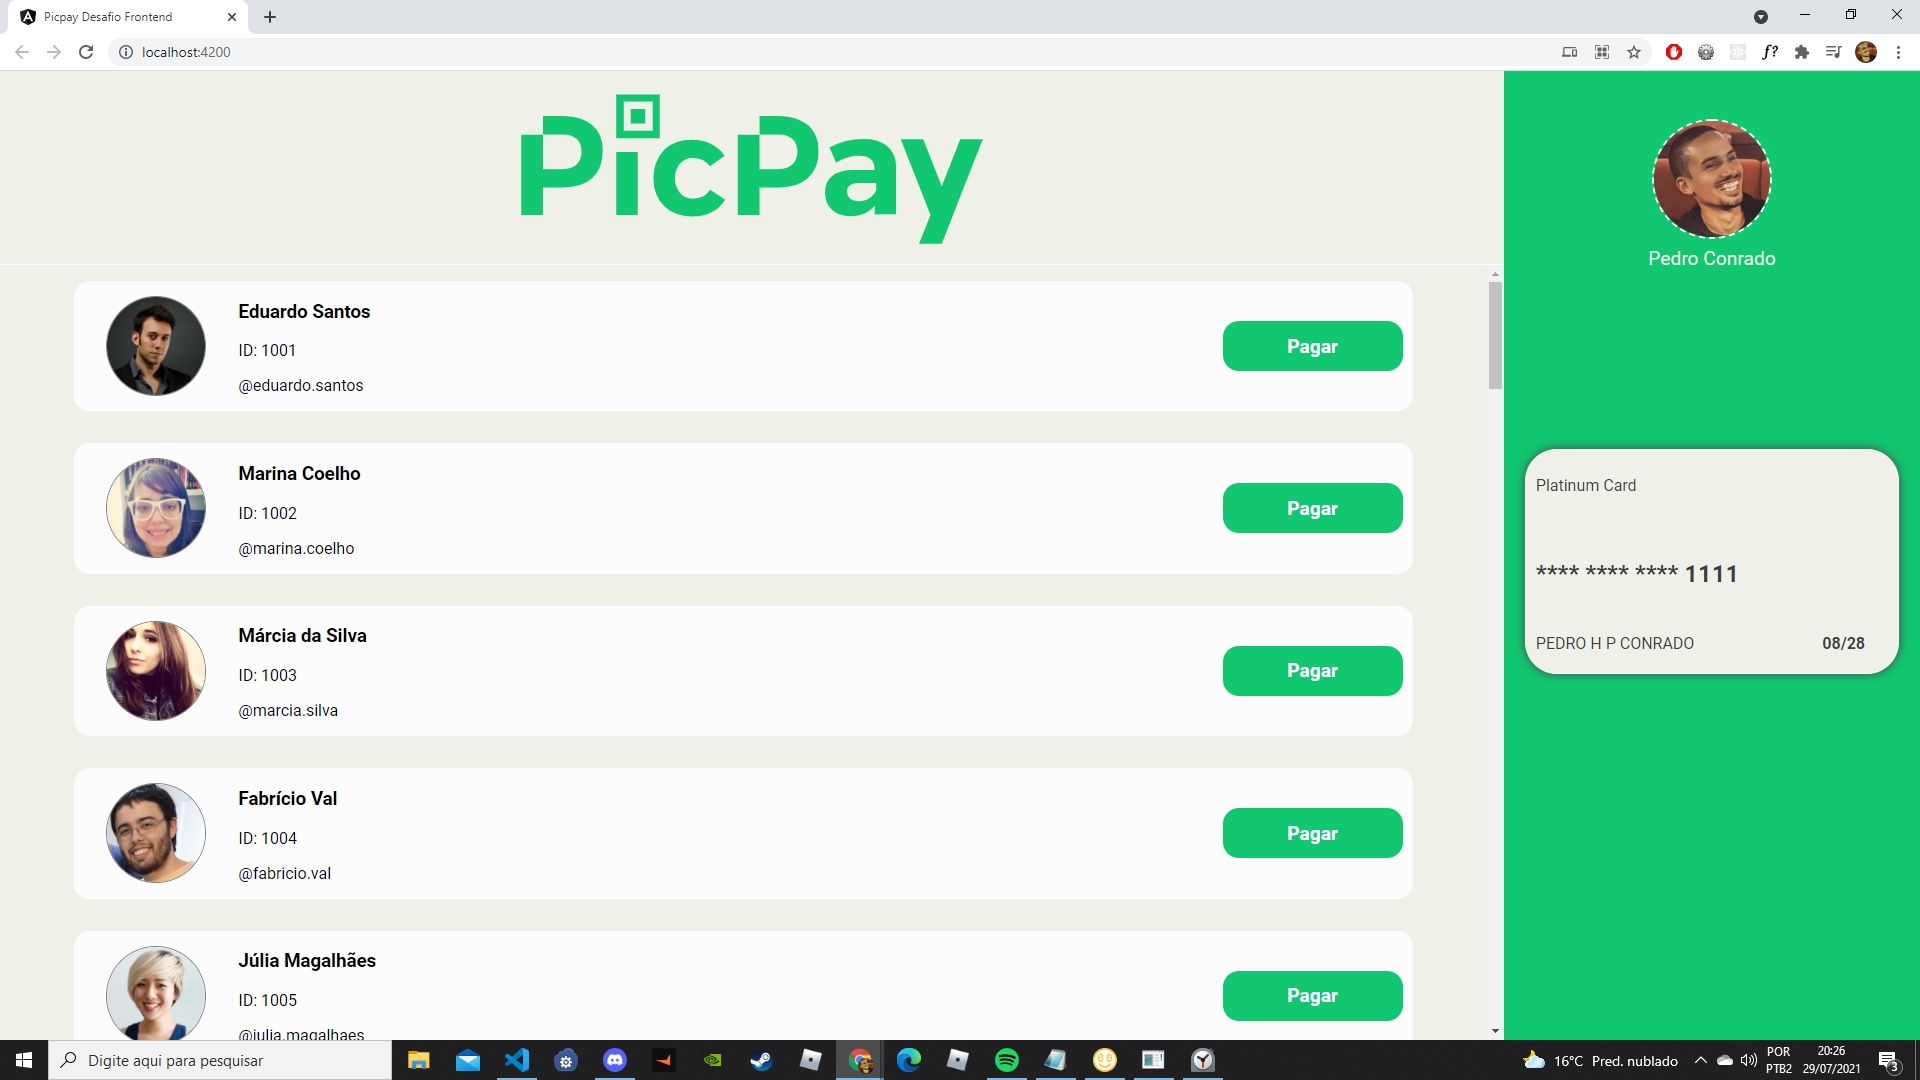 Picpay Desafio Frontend
localhost:4200
PicPay
Pedro Conrado
Eduardo Santos
ID: 1001
@eduardo.santos
Pagar
Marina Coelho
ID: 1002
@marina.coelho
Pagar
Márcia da Silva
ID: 1003
@marcia.silva
Pagar
Fabrício Val
ID: 1004
@fabricio.val
Pagar
Júlia Magalhães
ID: 1005
@julia.magalhaes
Pagar
Platinum Card
**** **** **** 1111
PEDRO H P CONRADO 08/28
Digite aqui para pesquisar
16°C Pred. nublado
POR
PTB2
20:26
29/07/2021
3